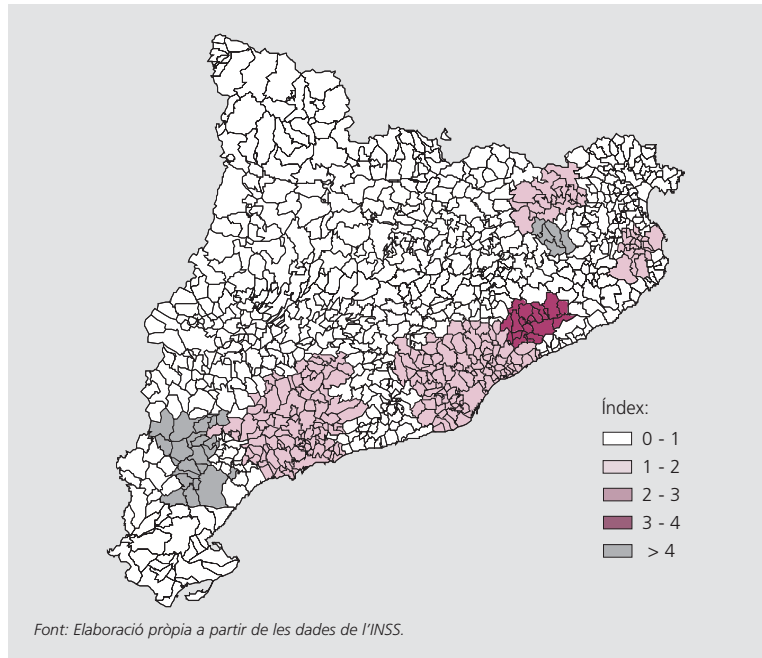 Índex:
0 - 1
1 - 2
2 - 3
3 - 4
> 4
Font: Elaboració pròpia a partir de les dades de l’INSS.